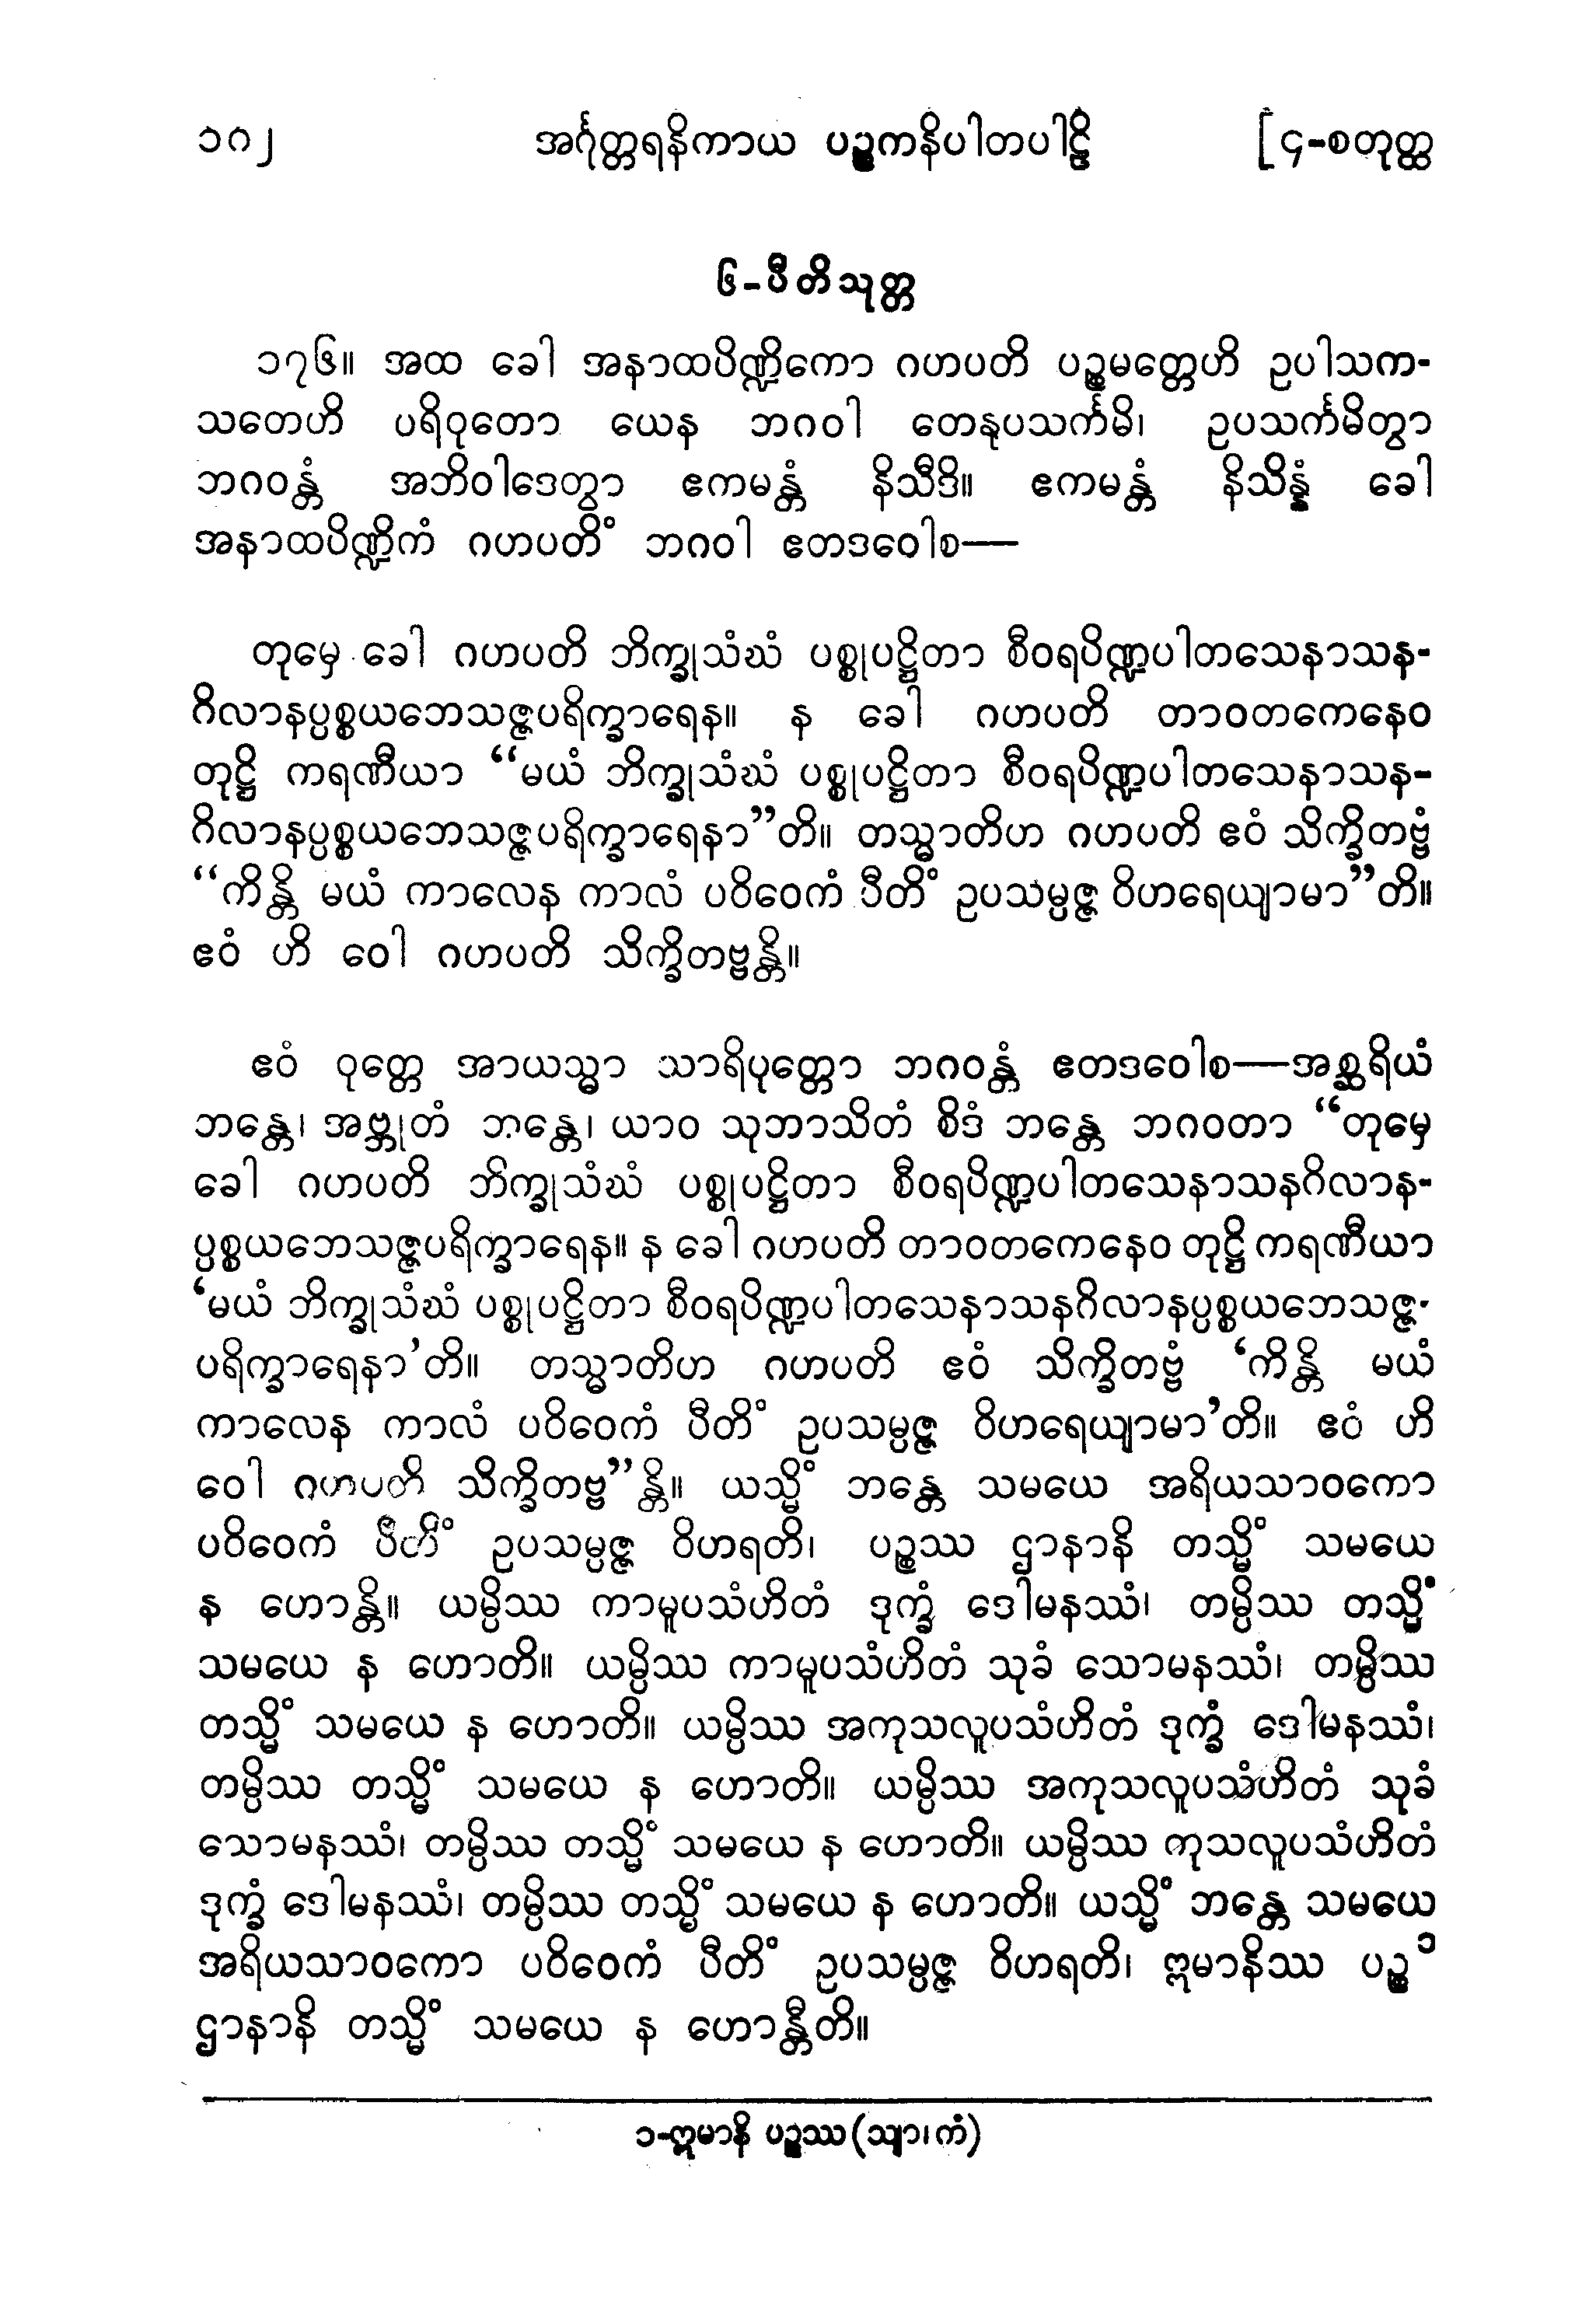 ၁၈၂ အင်္ဂုတ္တရနိကာယ ပဉ္စကနိပါတပါဠိ [၄-စတုတ္ထ
၆-ပီတိသုတ္တ
၁၇၆။ အထ ခေါ အနာထပိဏ္ဍိကော ဂဟပတိ ပဉ္စမတ္တေဟိ ဥပါသက-
သတေဟိ ပရိဝုတော ယေန ဘဂဝါ တေနုပသင်္ကမိ၊ ဥပသင်္ကမိတွာ
ဘဂဝန္တံ အဘိဝါဒေတွာ ဧကမန္တံ နိသီဒိ။ ဧကမန္တံ နိသိန္နံ ခေါ
အနာထပိဏ္ဍိကံ ဂဟပတိံ ဘဂဝါ ဧတဒဝေါစ—
တုမှေ ခေါ ဂဟပတိ ဘိက္ခုသံဃံ ပစ္စုပဋ္ဌိတာ စီဝရပိဏ္ဍပါတသေနာသန-
ဂိလာနပ္ပစ္စယဘေသဇ္ဇပရိက္ခာရေန။ န ခေါ ဂဟပတိ တာဝတကေနေဝ
တုဋ္ဌိ ကရဏီယာ “မယံ ဘိက္ခုသံဃံ ပစ္စုပဋ္ဌိတာ စီဝရပိဏ္ဍပါတသေနာသန-
ဂိလာနပ္ပစ္စယဘေသဇ္ဇပရိက္ခာရေနာ”တိ။ တသ္မာတိဟ ဂဟပတိ ဧဝံ သိက္ခိတဗ္ဗံ
“ကိန္တိ မယံ ကာလေန ကာလံ ပဝိဝေကံ ပီတိံ ဥပသမ္ပဇ္ဇ ဝိဟရေယျာမာ”တိ။
ဧဝံ ဟိ ဝေါ ဂဟပတိ သိက္ခိတဗ္ဗန္တိ။
ဧဝံ ဝုတ္တေ အာယသ္မာ သာရိပုတ္တော ဘဂဝန္တံ ဧတဒဝေါစ—အစ္ဆရိယံ
ဘန္တေ၊ အဗ္ဘုတံ ဘန္တေ၊ ယာဝ သုဘာသိတံ စိဒံ ဘန္တေ ဘဂဝတာ “တုမှေ
ခေါ ဂဟပတိ ဘိက္ခုသံဃံ ပစ္စုပဋ္ဌိတာ စီဝရပိဏ္ဍပါတသေနာသနဂိလာန-
ပ္ပစ္စယဘေသဇ္ဇပရိက္ခာရေန။ န ခေါ ဂဟပတိ တာဝတကေနေဝ တုဋ္ဌိ ကရဏီယာ
‘မယံ ဘိက္ခုသံဃံ ပစ္စုပဋ္ဌိတာ စီဝရပိဏ္ဍပါတသေနာသနဂိလာနပ္ပစ္စယဘေသဇ္ဇ-
ပရိက္ခာရေနာ’တိ။ တသ္မာတိဟ ဂဟပတိ ဧဝံ သိက္ခိတဗ္ဗံ ‘ကိန္တိ မယံ
ကာလေန ကာလံ ပဝိဝေကံ ပီတိံ ဥပသမ္ပဇ္ဇ ဝိဟရေယျာမာ’တိ။ ဧဝံ ဟိ
ဝေါ ဂဟပတိ သိက္ခိတဗ္ဗ”န္တိ။ ယသ္မိံ ဘန္တေ သမယေ အရိယသာဝကော
ပဝိဝေကံ ပီတိံ ဥပသမ္ပဇ္ဇ ဝိဟရတိ၊ ပဉ္စဿ ဌာနာနိ တသ္မိံ သမယေ
န ဟောန္တိ။ ယမ္ပိဿ ကာမူပသံဟိတံ ဒုက္ခံ ဒေါမနဿံ၊ တမ္ပိဿ တသ္မိံ
သမယေ န ဟောတိ။ ယမ္ပိဿ ကာမူပသံဟိတံ သုခံ သောမနဿံ၊ တမ္ပိဿ
တသ္မိံ သမယေ န ဟောတိ။ ယမ္ပိဿ အကုသလူပသံဟိတံ ဒုက္ခံ ဒေါမနဿံ၊
တမ္ပိဿ တသ္မိံ သမယေ န ဟောတိ။ ယမ္ပိဿ အကုသလူပသံဟိတံ သုခံ
သောမနဿံ၊ တမ္ပိဿ တသ္မိံ သမယေ န ဟောတိ။ ယမ္ပိဿ ကုသလူပသံဟိတံ
ဒုက္ခံ ဒေါမနဿံ၊ တမ္ပိဿ တသ္မိံ သမယေ န ဟောတိ။ ယသ္မိံ ဘန္တေ သမယေ
အရိယသာဝကော ပဝိဝေကံ ပီတိံ ဥပသမ္ပဇ္ဇ ဝိဟရတိ၊ ဣမာနိဿ ပဉ္စ ၁
ဌာနာနိ တသ္မိံ သမယေ န ဟောန္တီတိ။
၁-ဣမာနိ ပဉ္စဿ (သျာ၊ကံ)